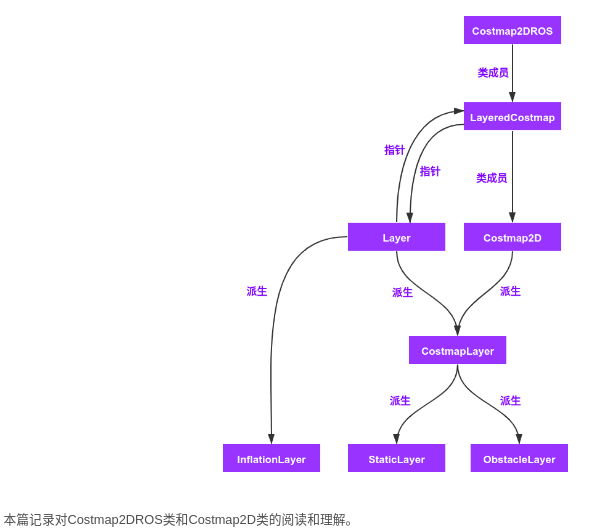 Costmap2DROS
类成员
LayeredCostmap
指针
指针
类成员
Layer
Costmap2D
派生
派生
派生
CostmapLayer
派生
派生
InflationLayer
StaticLayer
ObstacleLayer
本篇记录对Costmap2DROS类和Costmap2D类的阅读和理解。